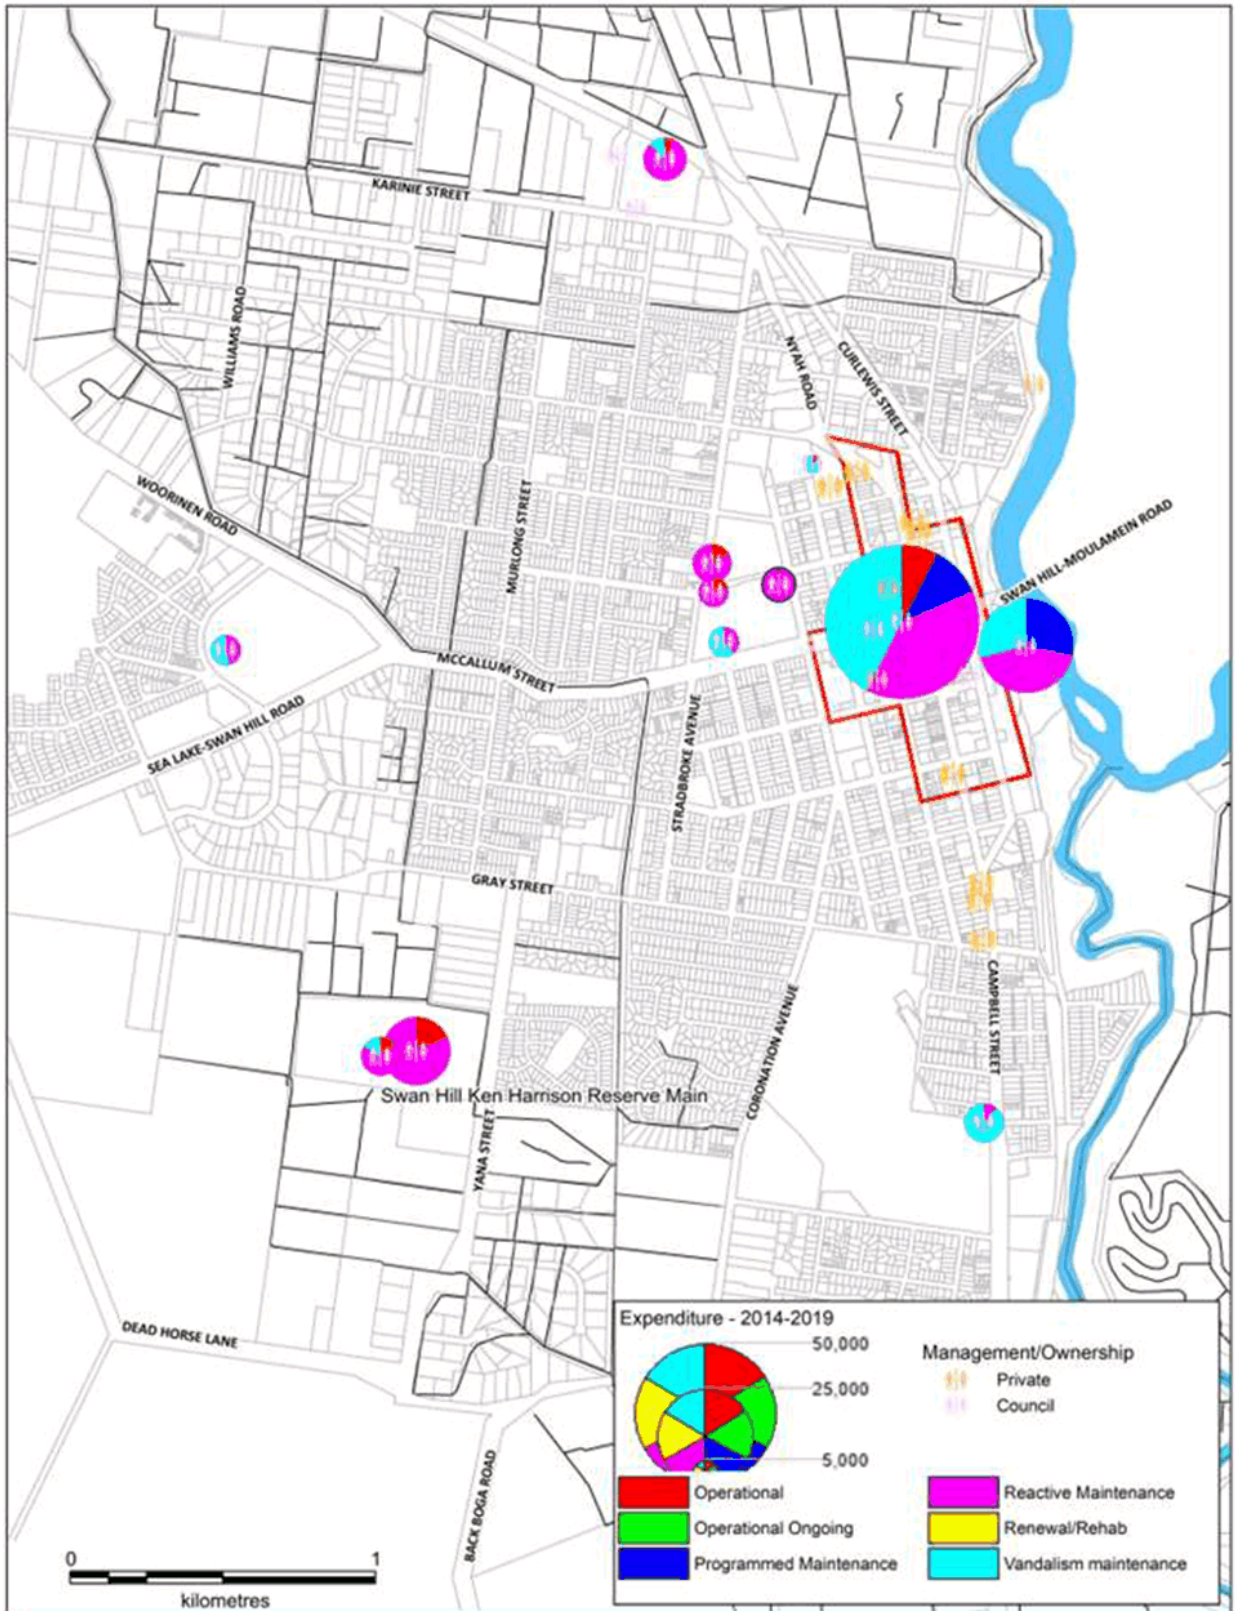 KARINIE STREET
WILLIAMS ROAD
NYAH ROAD
CURLEWIS STREET
WOORINEN ROAD
MURLONG STREET
SWAN HILL-MOULAMEIN ROAD
MCCALLUM STREET
SEA LAKE-SWAN HILL ROAD
STRADBROKE AVENUE
GRAY STREET
CAMPBELL STREET
CORONATION AVENUE
Swan Hill Ken Harrison Reserve Main
YANA STREET
DEAD HORSE LANE
BACK BOGA ROAD
0 1
kilometres
Expenditure - 2014-2019
50,000
25,000
5,000
Management/Ownership
Private
Council
Operational
Operational Ongoing
Programmed Maintenance
Reactive Maintenance
Renewal/Rehab
Vandalism maintenance